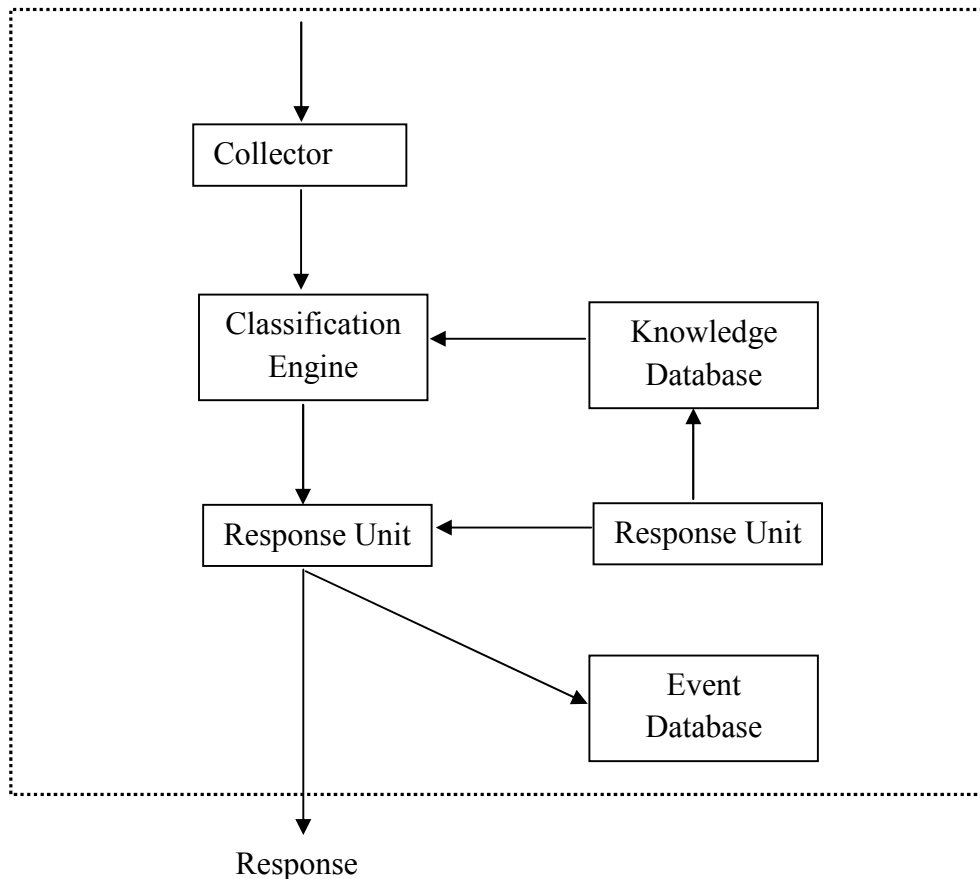 Collector
Classification
Engine
Knowledge
Database
Response Unit
Response Unit
Event
Database
Response